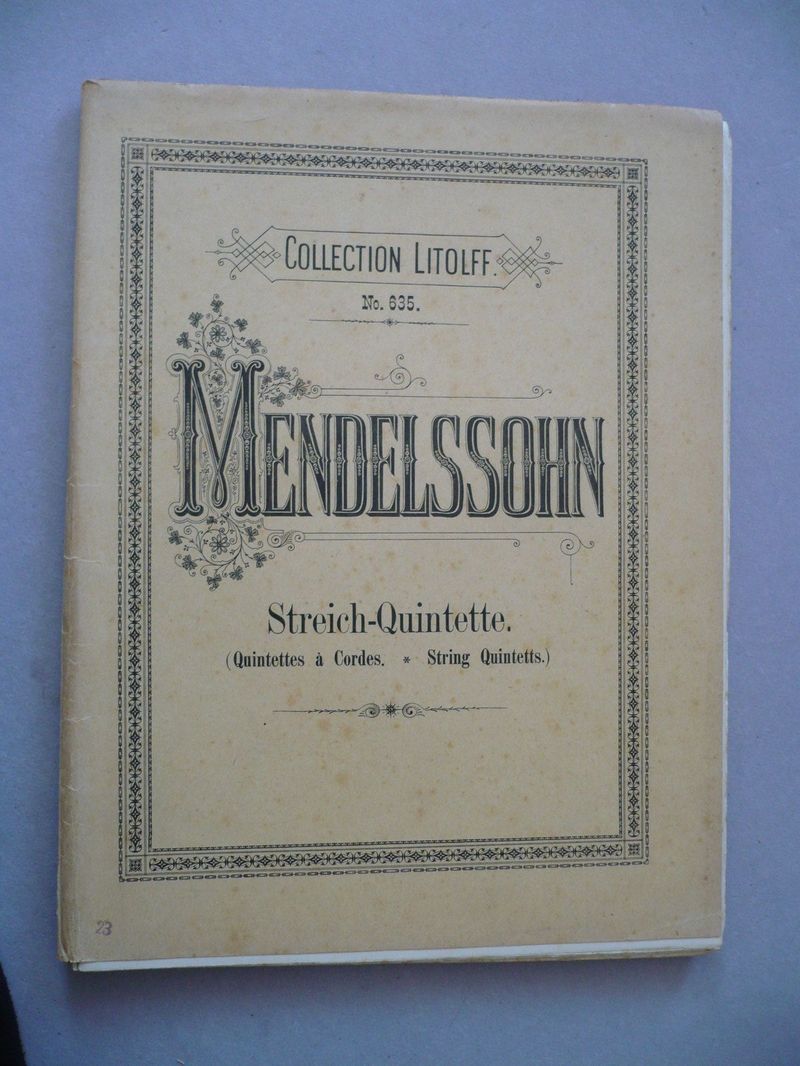 COLLECTION LITOLFF.
No. 635.
MENDELSSOHN
Streich-Quintette.
(Quintettes à Cordes. * String Quintetts.)
23